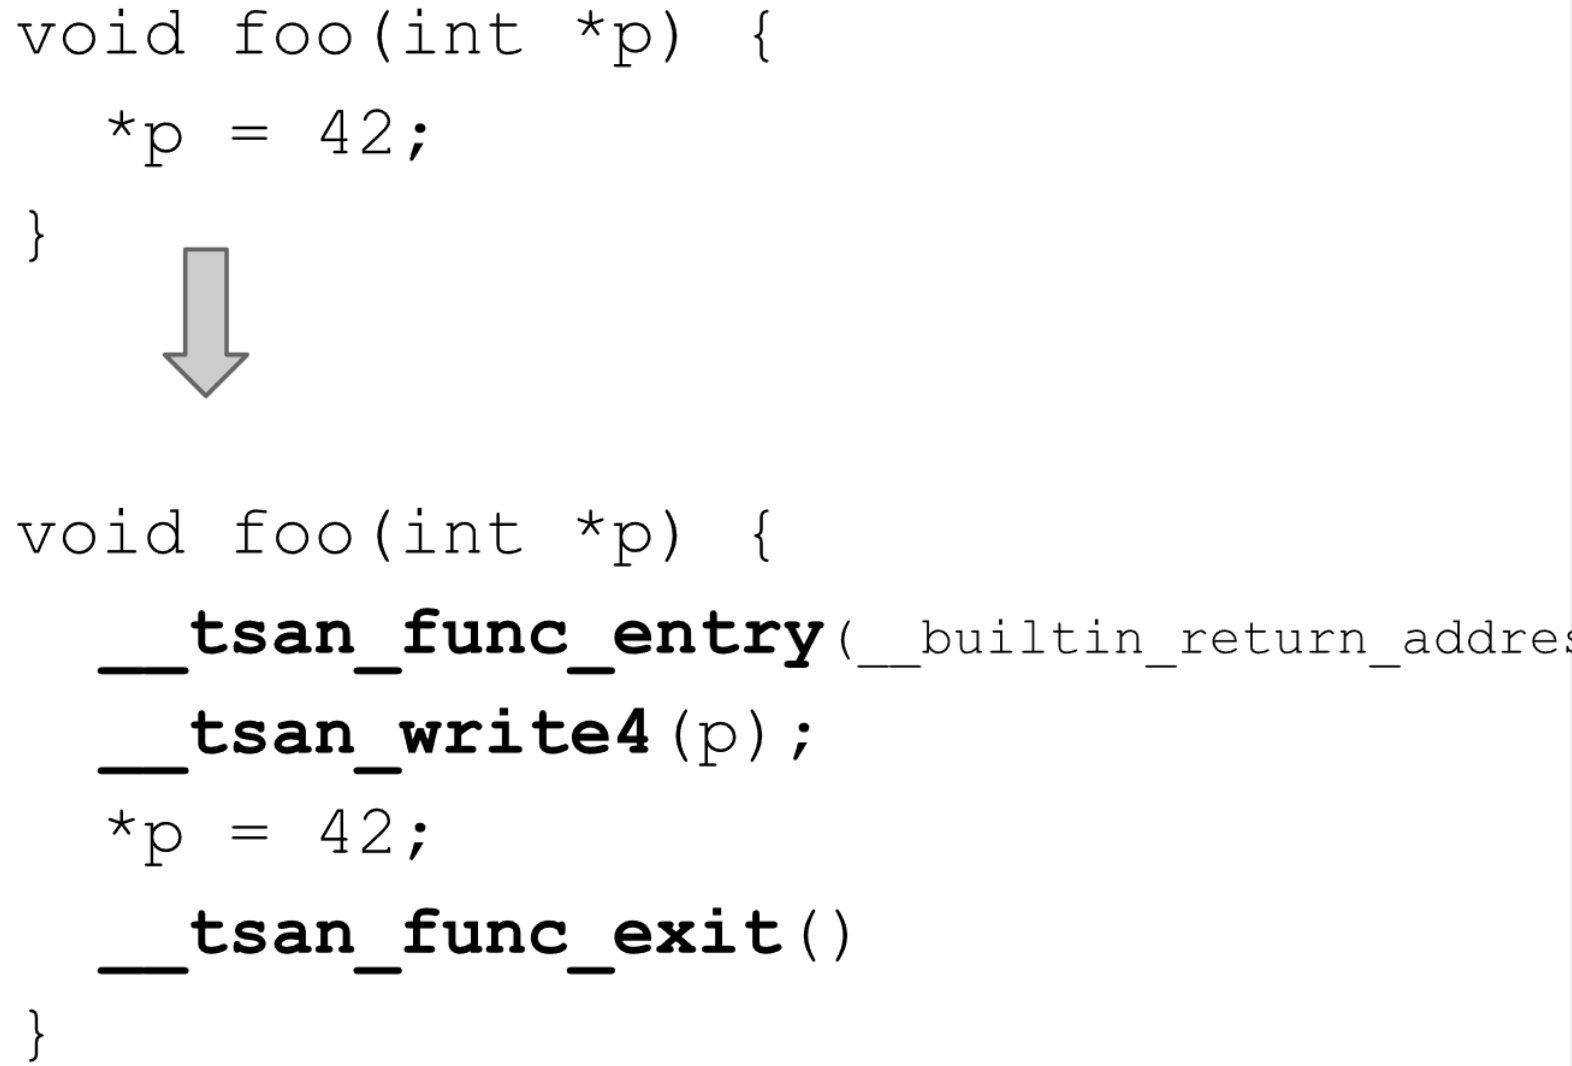 void foo(int *p) {
*p = 42;
}
void foo(int *p) {
__tsan_func_entry(__builtin_return_addres
__tsan_write4(p);
*p = 42;
__tsan_func_exit()
}